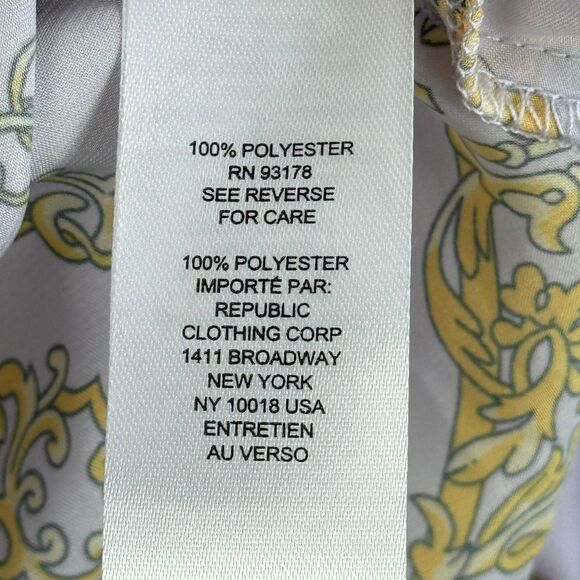 100% POLYESTER
RN 93178
SEE REVERSE
FOR CARE
100% POLYESTER
IMPORTÉ PAR:
REPUBLIC
CLOTHING CORP
1411 BROADWAY
NEW YORK
NY 10018 USA
ENTRETIEN
AU VERSO